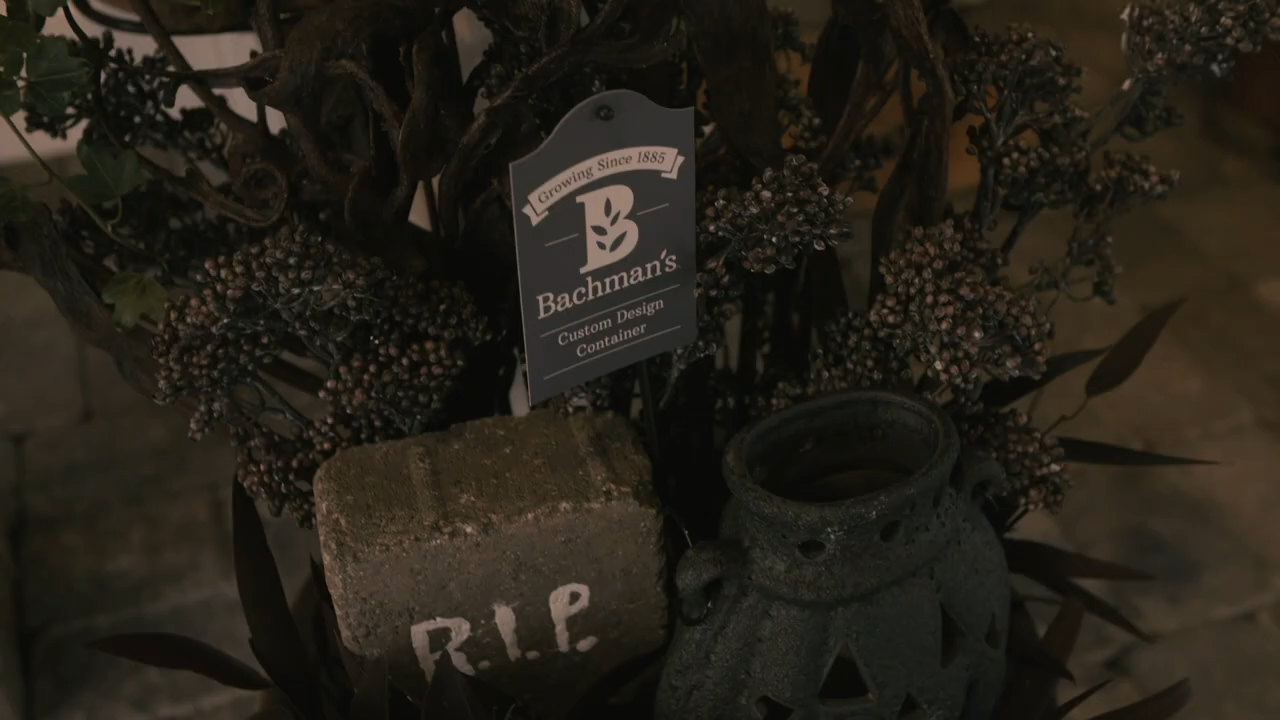 Growing Since 1885
B
Bachman's
Custom Design
Container
R.I.P.